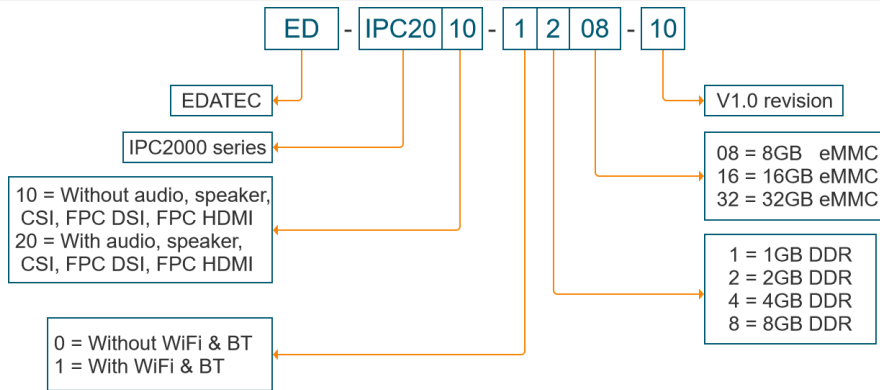 ED - IPC20 10 - 1 2 08 - 10
EDATEC
V1.0 revision
IPC2000 series
08 = 8GB eMMC
16 = 16GB eMMC
32 = 32GB eMMC
10 = Without audio, speaker,
CSI, FPC DSI, FPC HDMI
20 = With audio, speaker,
CSI, FPC DSI, FPC HDMI
1 = 1GB DDR
2 = 2GB DDR
4 = 4GB DDR
8 = 8GB DDR
0 = Without WiFi & BT
1 = With WiFi & BT